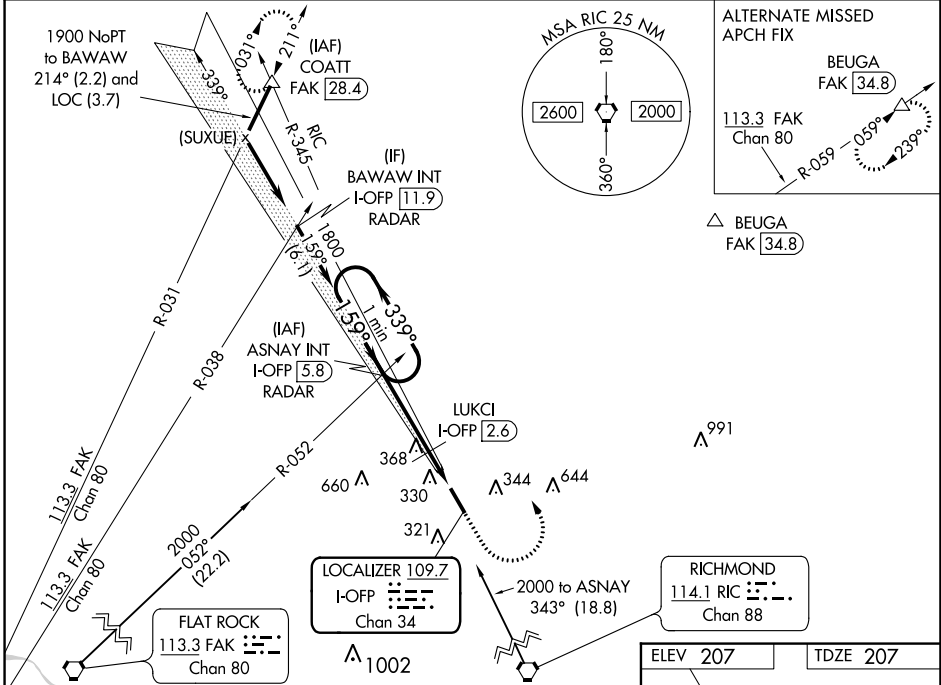 1900 NoPT
to BAWAW
214° (2.2) and
LOC (3.7)
339°
031°
211°
(IAF)
COATT
FAK 28.4
(SUXUE)
RIC
R-345
(IF)
BAWAW INT
I-OFP 11.9
RADAR
1800
159°
(6.1)
1 min
159°
339°
(IAF)
ASNAY INT
I-OFP 5.8
RADAR
R-031
R-038
R-052
LUKCI
I-OFP 2.6
113.3 FAK
Chan 80
113.3 FAK
Chan 80
2000
052°
(22.2)
368
660
330
344
644
991
321
1002
MSA RIC 25 NM
180°
2600
2000
360°
ALTERNATE MISSED
APCH FIX
BEUGA
FAK 34.8
113.3 FAK
Chan 80
R-059
059°
239°
BEUGA
FAK 34.8
LOCALIZER 109.7
I-OFP
Chan 34
2000 to ASNAY
343° (18.8)
RICHMOND
114.1 RIC
Chan 88
FLAT ROCK
113.3 FAK
Chan 80
ELEV 207
TDZE 207